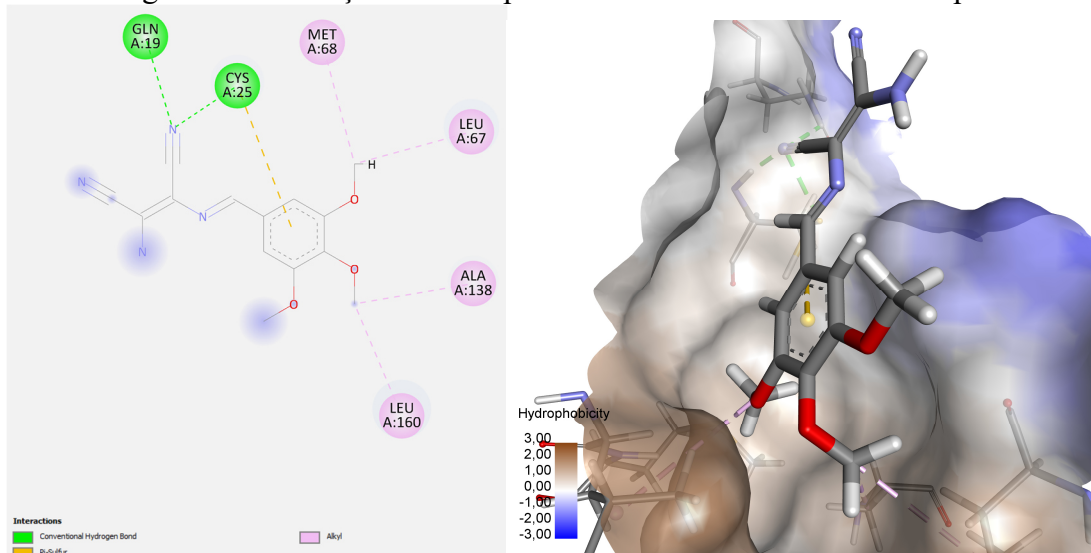 GLN
A:19
MET
A:68
CYS
A:25
LEU
A:67
N
H
N
O
N
O
N
O
ALA
A:138
LEU
A:160
Hydrophobicity
3,00
2,00
1,00
0,00
-1,00
-2,00
-3,00
Interactions
Conventional Hydrogen Bond
Alkyl